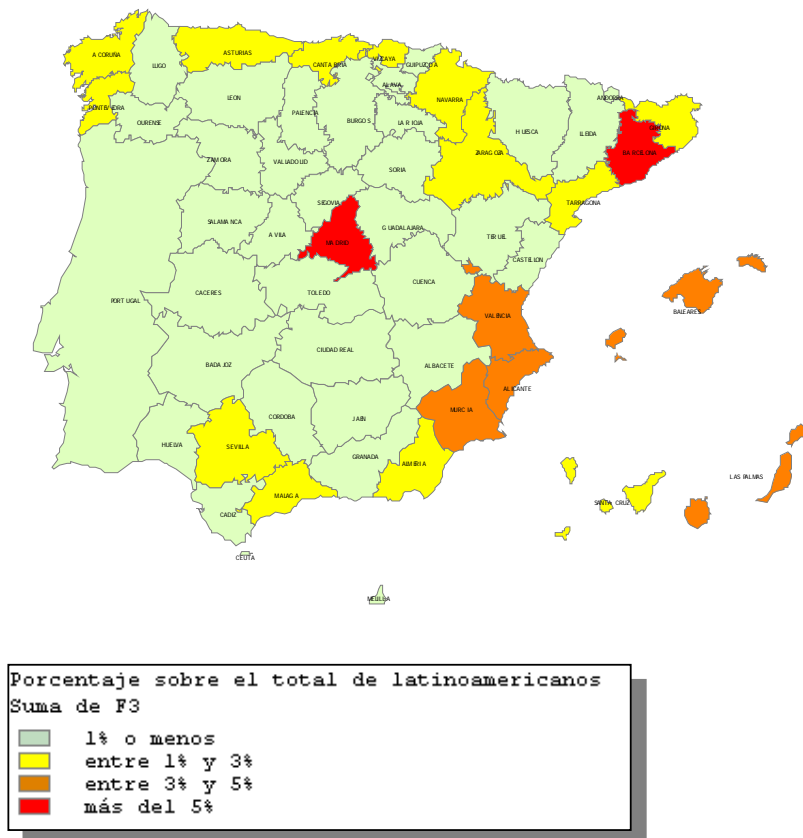 A CORUÑA
LUGO
ASTURIAS
CANTABRIA
VIZCAYA
GUIPUZCOA
ALAVA
NAVARRA
PONTEVEDRA
OURENSE
LEON
PALENCIA
BURGOS
LA RIOJA
HUESCA
LLEIDA
ANDORRA
GIRONA
BARCELONA
ZAMORA
VALLADOLID
SORIA
ZARAGOZA
TARRAGONA
SEGOVIA
SALAMANCA
AVILA
MADRID
GUADALAJARA
TERUEL
CASTILLON
PORTUGAL
CACERES
TOLEDO
CUENCA
VALENCIA
BALEARES
BADAJOZ
CIUDAD REAL
ALBACETE
ALICANTE
HUELVA
SEVILLA
CORDOBA
JAEN
MURCIA
GRANADA
ALMERIA
MALAGA
CADIZ
CEUTA
MELILLA
SANTA CRUZ
LAS PALMAS
Porcentaje sobre el total de latinoamericanos
Suma de F3
1% o menos
entre 1% y 3%
entre 3% y 5%
más del 5%